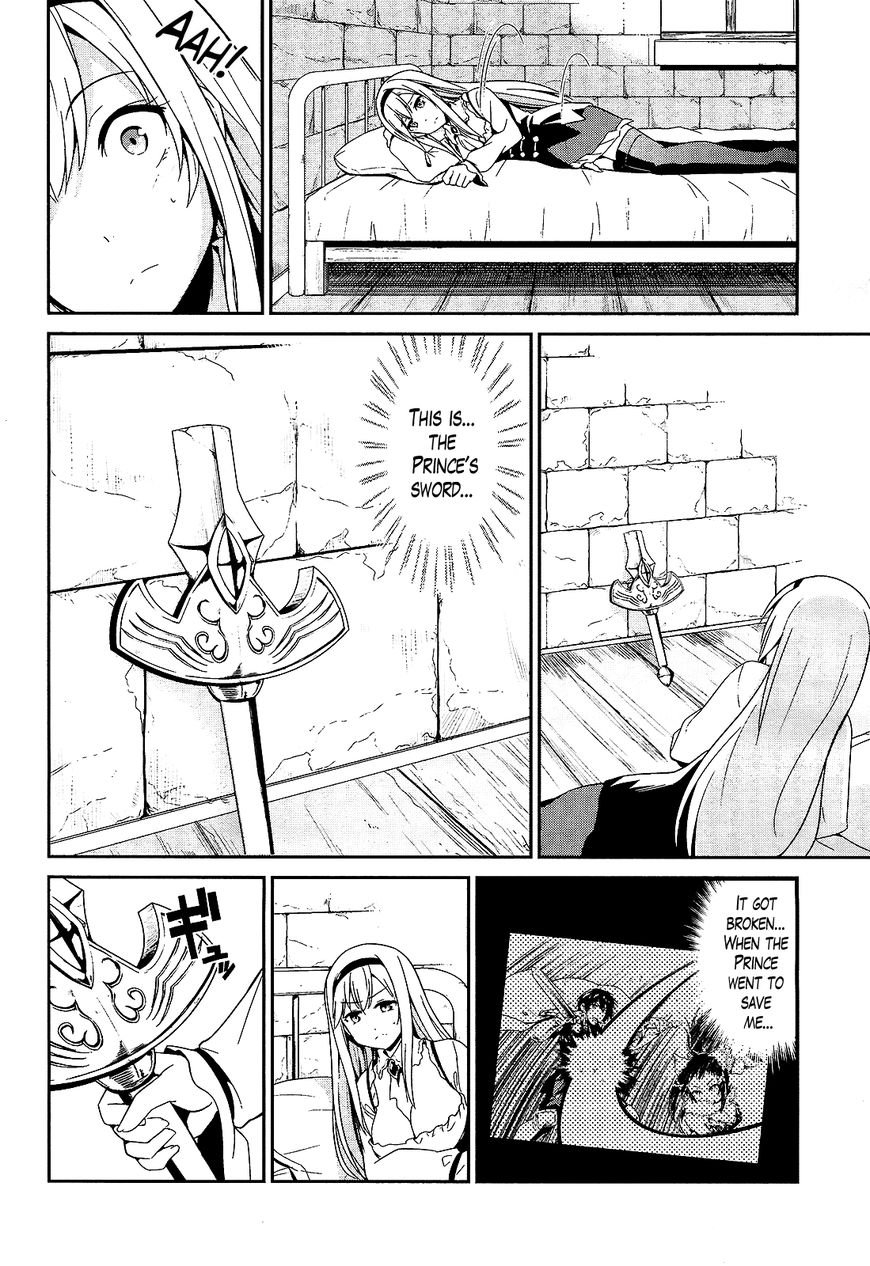 AAH!
THIS IS...
THE
PRINCE'S
SWORD...
IT GOT
BROKEN...
WHEN THE
PRINCE
WENT TO
SAVE
ME...
ギュッ